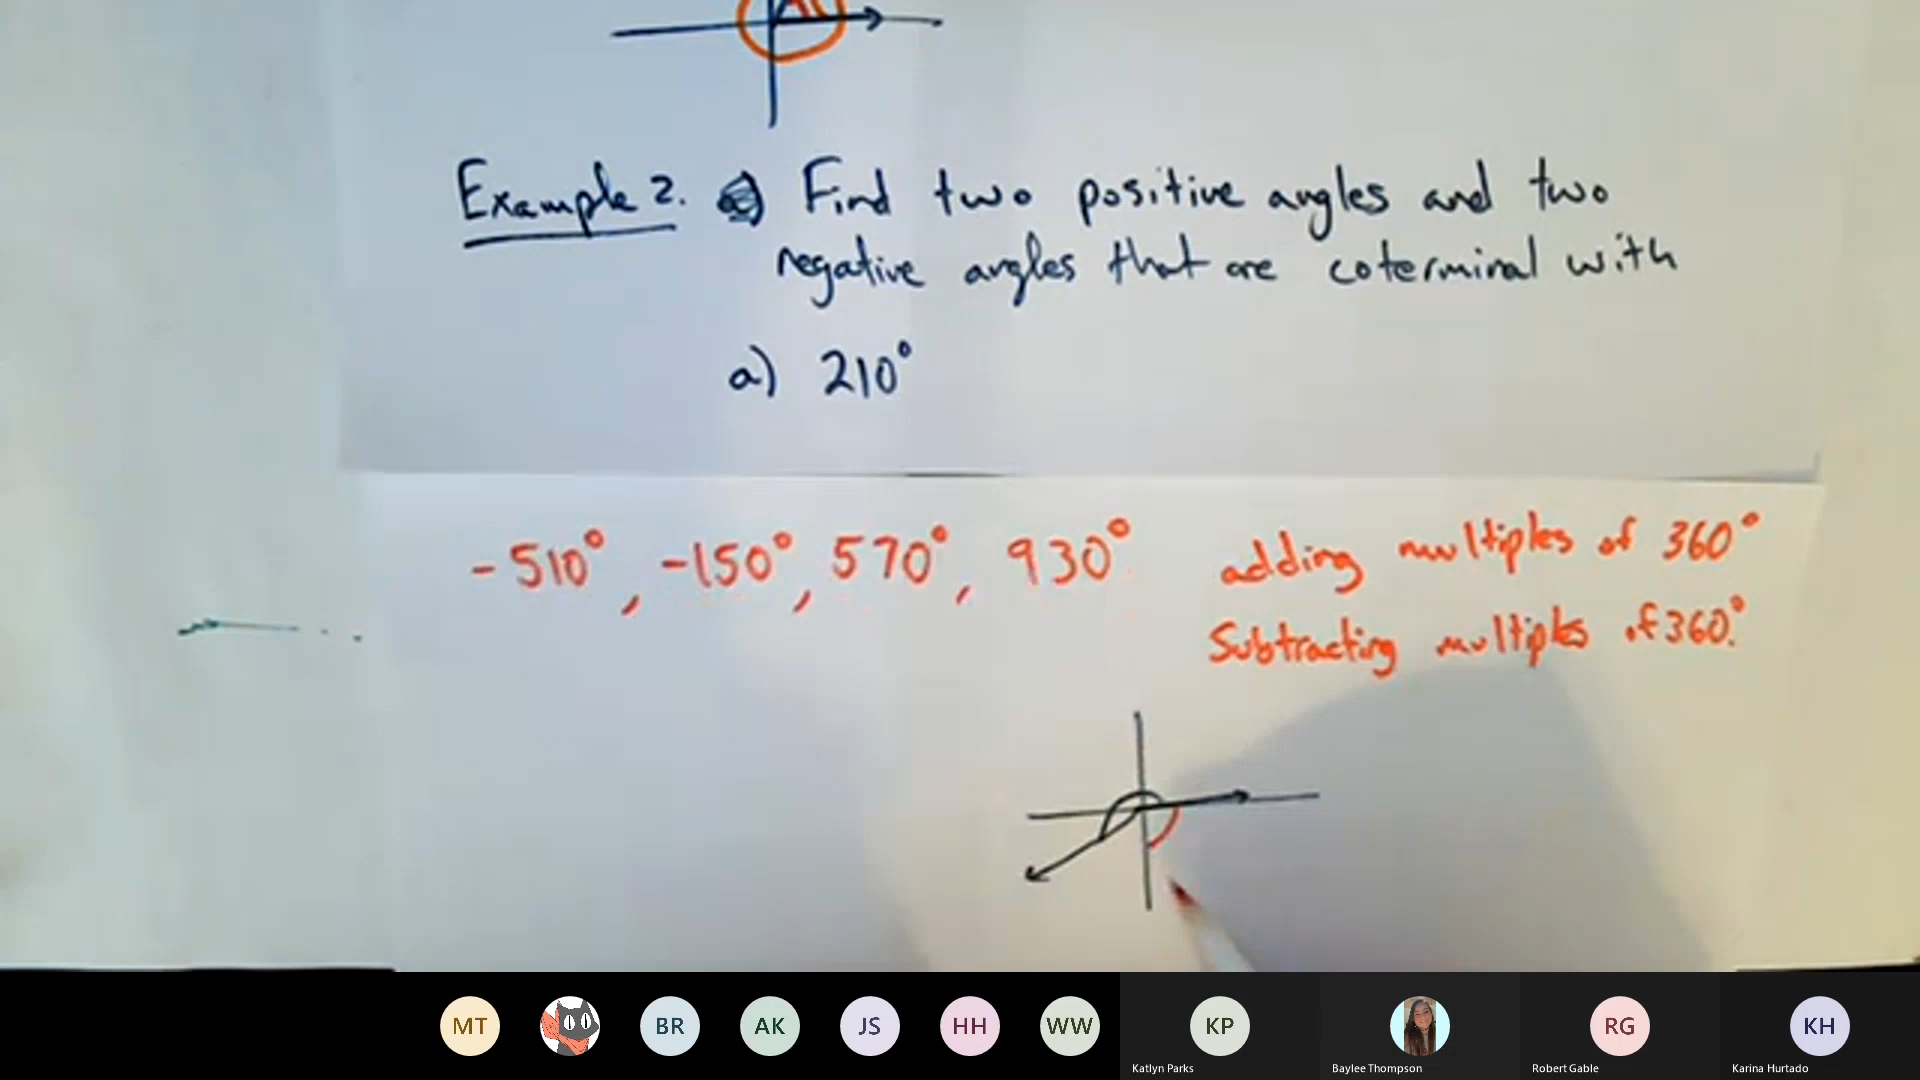 Example 2. Find two positive angles and two
negative angles that are coterminal with
a) 210°
-510°, -150°, 570°, 930°
adding multiples of 360°
Subtracting multiples of 360°.
MT BR AK JS HH WW KP RG KH
Katlyn Parks Baylee Thompson Robert Gable Karina Hurtado